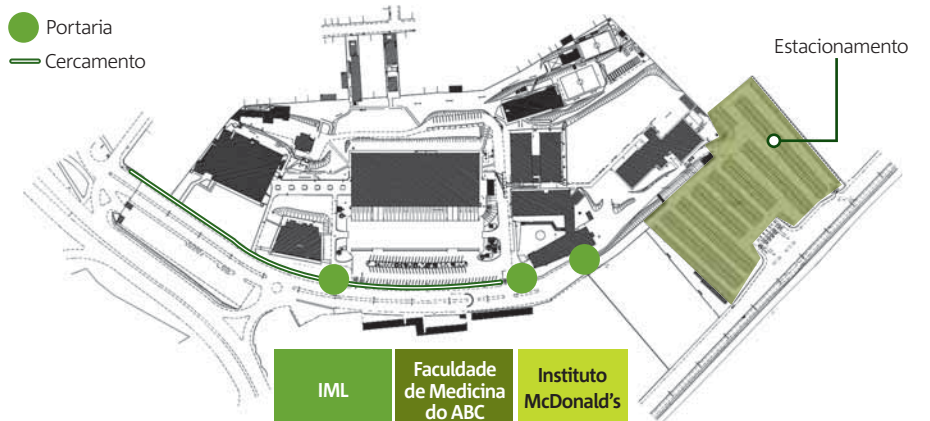 Portaria
Cercamento
Estacionamento
IML
Faculdade
de Medicina
do ABC
Instituto
McDonald's